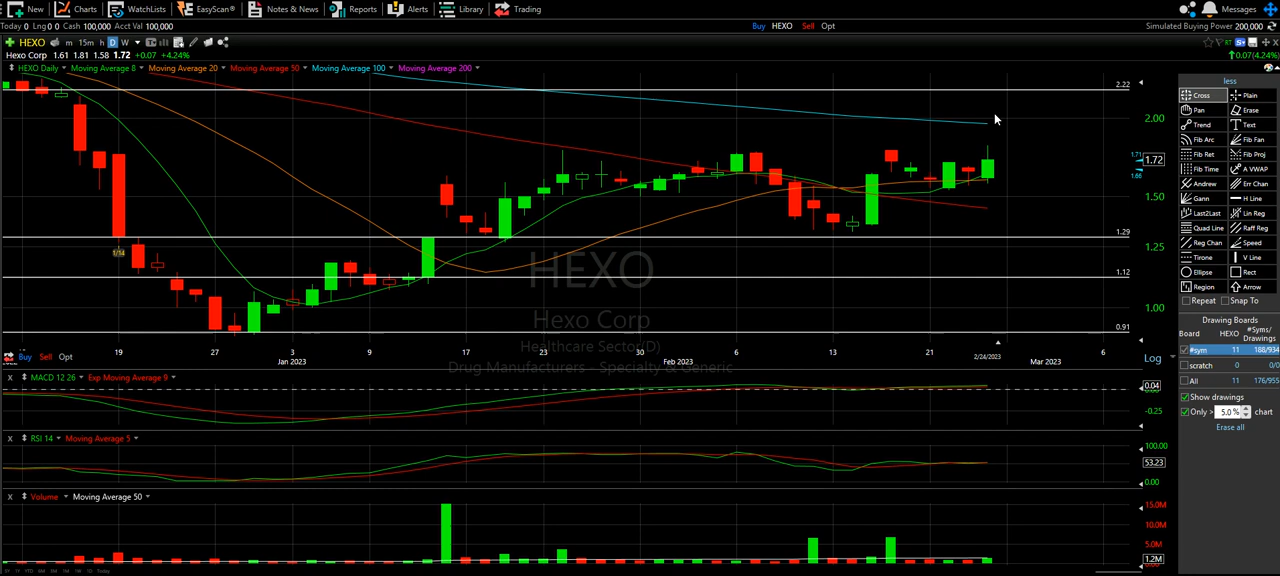 New Charts WatchLists EasyScan® Notes & News Reports Alerts Library Trading Messages
Today 0 Lng0 0 Cash 100,000 Acct Val 100,000 Buy HEXO Sell Opt Simulated Buying Power 200,000
HEXO m 15m h D W
Hexo Corp 1.61 1.81 1.58 1.72 +0.07 +4.24% 0.07(4.24%)
HEXO Daily Moving Average 8 Moving Average 20 Moving Average 50 Moving Average 100 Moving Average 200
2.22
2.00
1.71
1.72
1.66
1.50
1.29
1.25
1/14
1.12
1.00
0.91
HEXO
Hexo Corp
Healthcare Sector(D)
Drug Manufacturers - Specialty & Generic
19 27 Jan 2023 9 17 23 30 Feb 2023 6 13 21 2/24/2023 Mar 2023 6
Buy Sell Opt
Log
X MACD 12 26 Exp Moving Average 9
0.04
-0.25
X RSI 14 Moving Average 5
100.00
53.23
0.00
X Volume Moving Average 50
15.0M
10.0M
5.0M
1.2M
less
Cross Plain
Pan Erase
Trend Text
Fib Arc Fib Fan
Fib Ret Fib Proj
Fib Time A VWAP
Andrew Err Chan
Gann H Line
Last2Last Lin Reg
Quad Line Raff Reg
Reg Chan Speed
Tirone V Line
Ellipse Rect
Region Arrow
Repeat Snap To
Drawing Boards
Board HEXO #Syms/
Drawings
#sym 11 188/934
scratch 0 0/0
All 11 176/955
Show drawings
Only > 5.0 % chart
Erase all